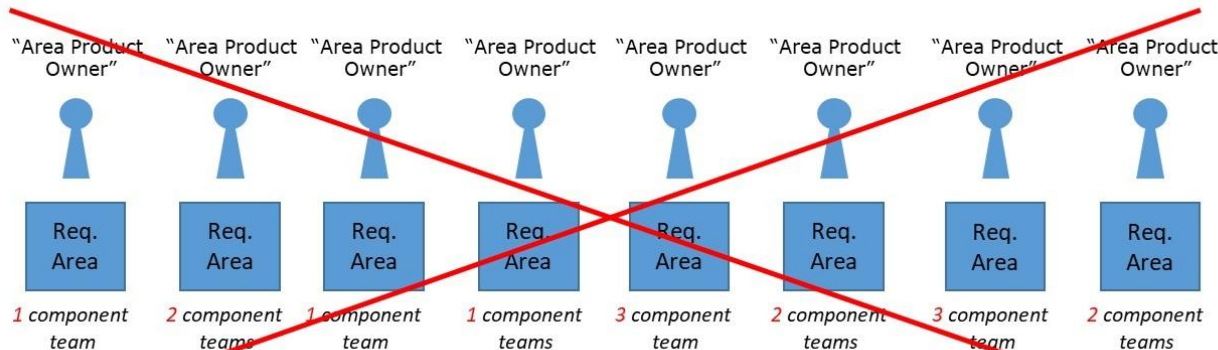 “Area Product
Owner”
“Area Product
Owner”
“Area Product
Owner”
“Area Product
Owner”
“Area Product
Owner”
“Area Product
Owner”
“Area Product
Owner”
“Area Product
Owner”
Req.
Area
Req.
Area
Req.
Area
Req.
Area
Req.
Area
Req.
Area
Req.
Area
Req.
Area
1 component
team
2 component
teams
1 component
team
1 component
teams
3 component
team
2 component
teams
3 component
team
2 component
teams